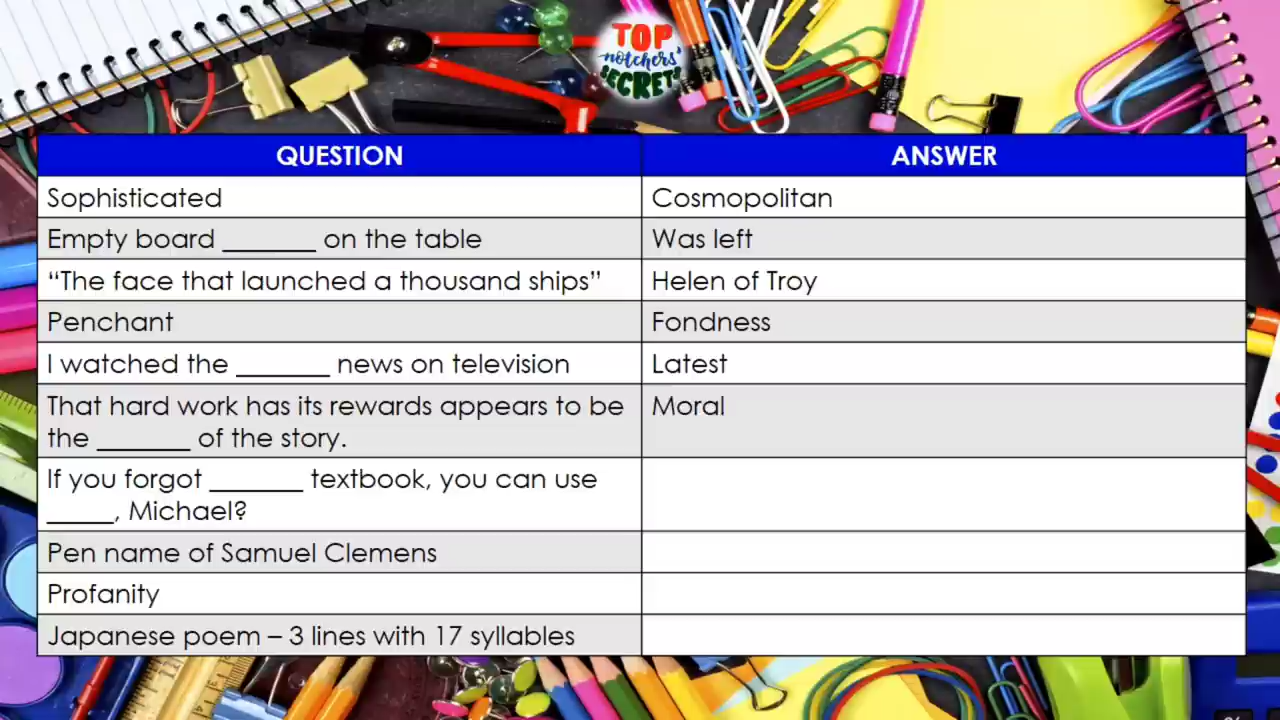 TOP
notchers'
SECRETS
QUESTION ANSWER
Sophisticated Cosmopolitan
Empty board _______ on the table Was left
“The face that launched a thousand ships” Helen of Troy
Penchant Fondness
I watched the _______ news on television Latest
That hard work has its rewards appears to be Moral
the _______ of the story.
If you forgot _______ textbook, you can use
_____, Michael?
Pen name of Samuel Clemens
Profanity
Japanese poem – 3 lines with 17 syllables